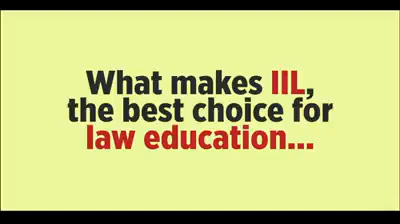 What makes IIL,
the best choice for
law education...